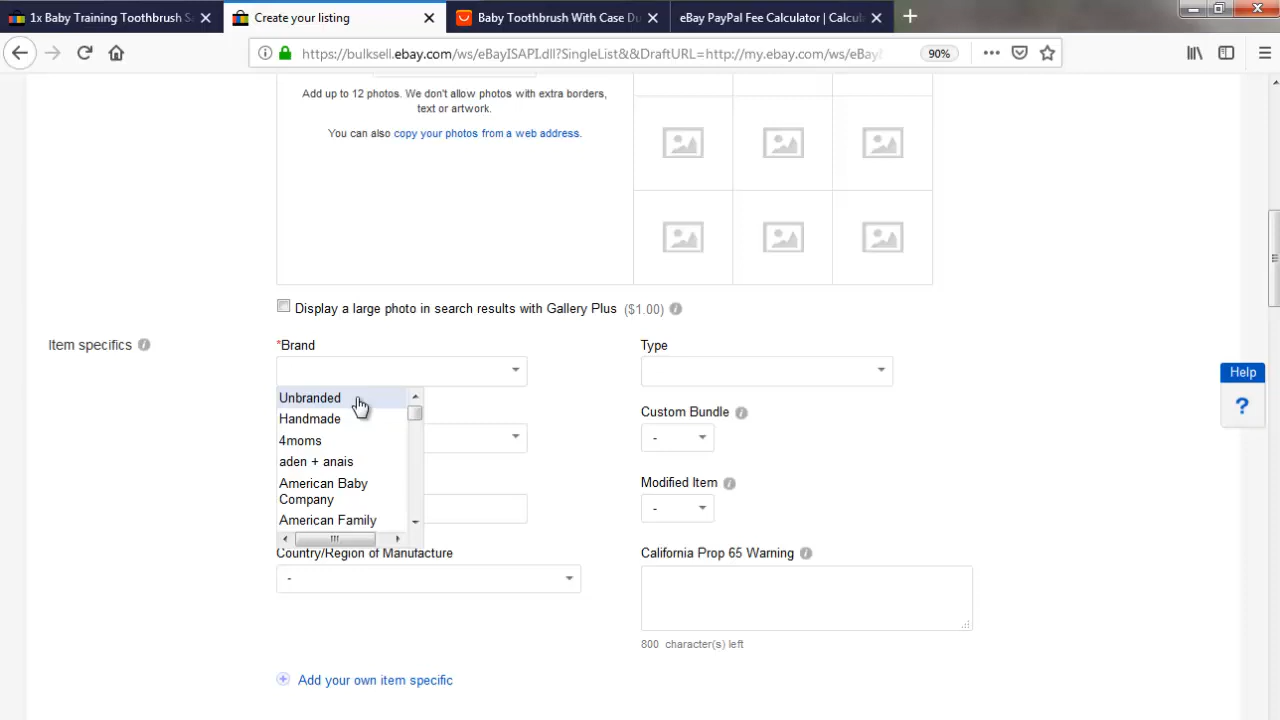 1x Baby Training Toothbrush Sa
Create your listing
Baby Toothbrush With Case Du
eBay PayPal Fee Calculator | Calcul
https://bulksell.ebay.com/ws/eBayISAPI.dll?SingleList&&DraftURL=http://my.ebay.com/ws/eBay
90%
Add up to 12 photos. We don't allow photos with extra borders,
text or artwork.
You can also copy your photos from a web address.
Display a large photo in search results with Gallery Plus ($1.00)
Item specifics
*Brand
Type
Unbranded
Handmade
4moms
aden + anais
American Baby
Company
American Family
Custom Bundle
-
Modified Item
-
Country/Region of Manufacture
-
California Prop 65 Warning
800 character(s) left
Add your own item specific
Help
?